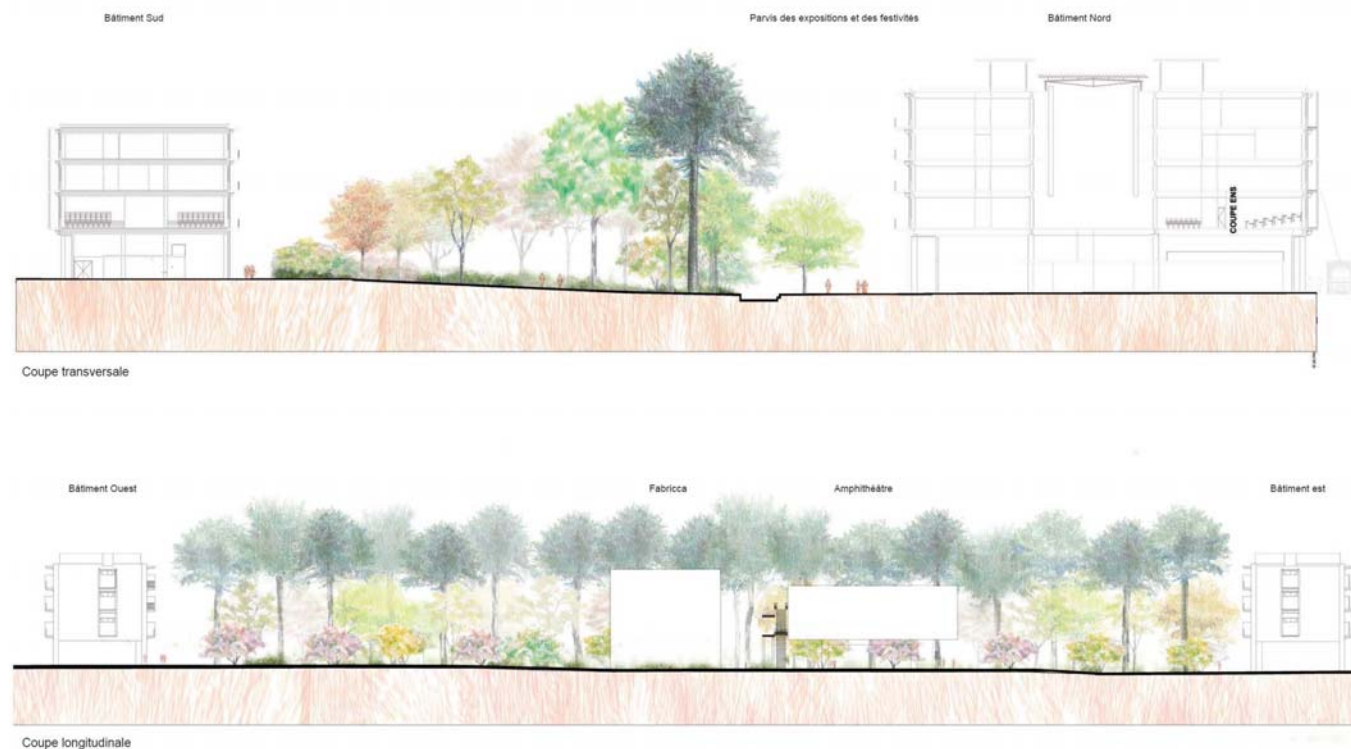 Bâtiment Sud
Parvis des expositions et des festivités
Bâtiment Nord
COUPE ENS
Coupe transversale
Bâtiment Ouest
Fabricca
Amphithéâtre
Bâtiment est
Coupe longitudinale